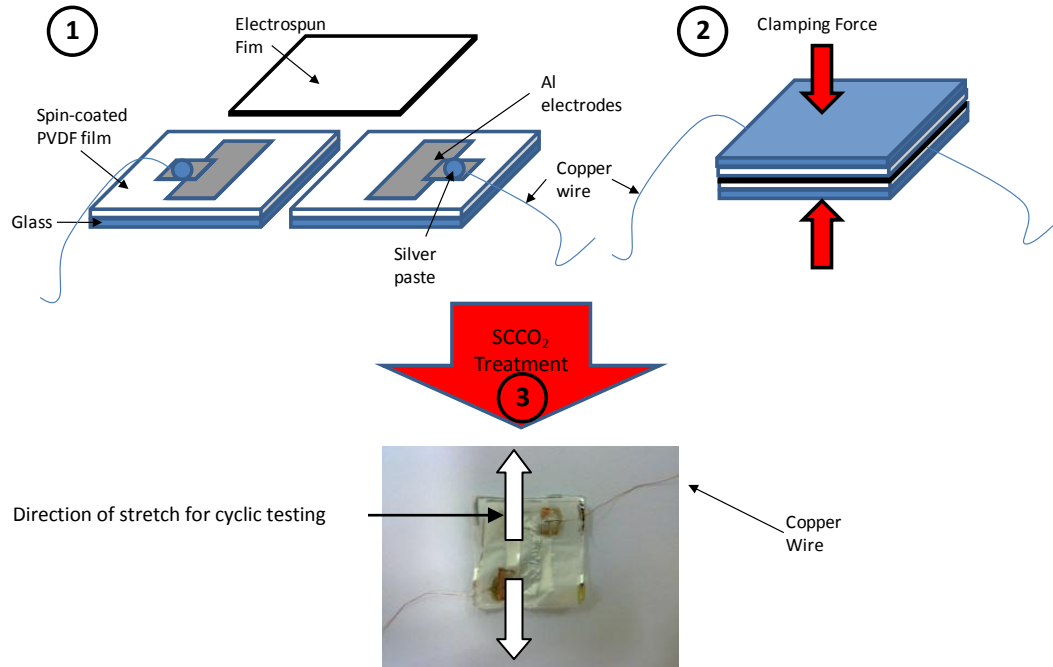 1
Electrospun
Fim
Al
electrodes
Spin-coated
PVDF film
Glass
Silver
paste
Copper
wire
2
Clamping Force
SCCO₂
Treatment
3
Direction of stretch for cyclic testing
Copper
Wire